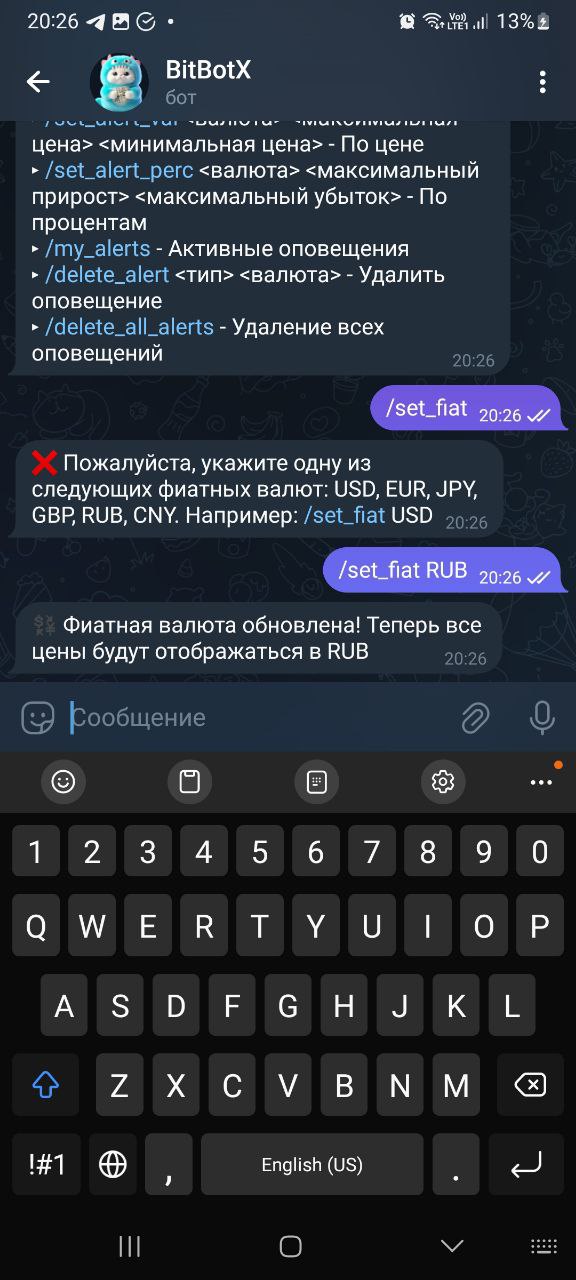 20:26
Vo))
LTE1
13%
BitBotX
бот
/set_alert_val <валюта> <максимальная
цена> <минимальная цена> - По цене
‣ /set_alert_perc <валюта> <максимальный
прирост> <максимальный убыток> - По
процентам
‣ /my_alerts - Активные оповещения
‣ /delete_alert <тип> <валюта> - Удалить
оповещение
‣ /delete_all_alerts - Удаление всех
оповещений
20:26
/set_fiat 20:26
❌ Пожалуйста, укажите одну из
следующих фиатных валют: USD, EUR, JPY,
GBP, RUB, CNY. Например: /set_fiat USD 20:26
/set_fiat RUB 20:26
💱 Фиатная валюта обновлена! Теперь все
цены будут отображаться в RUB 20:26
Сообщение
1 2 3 4 5 6 7 8 9 0
Q W E R T Y U I O P
A S D F G H J K L
Z X C V B N M
!#1 , English (US) .